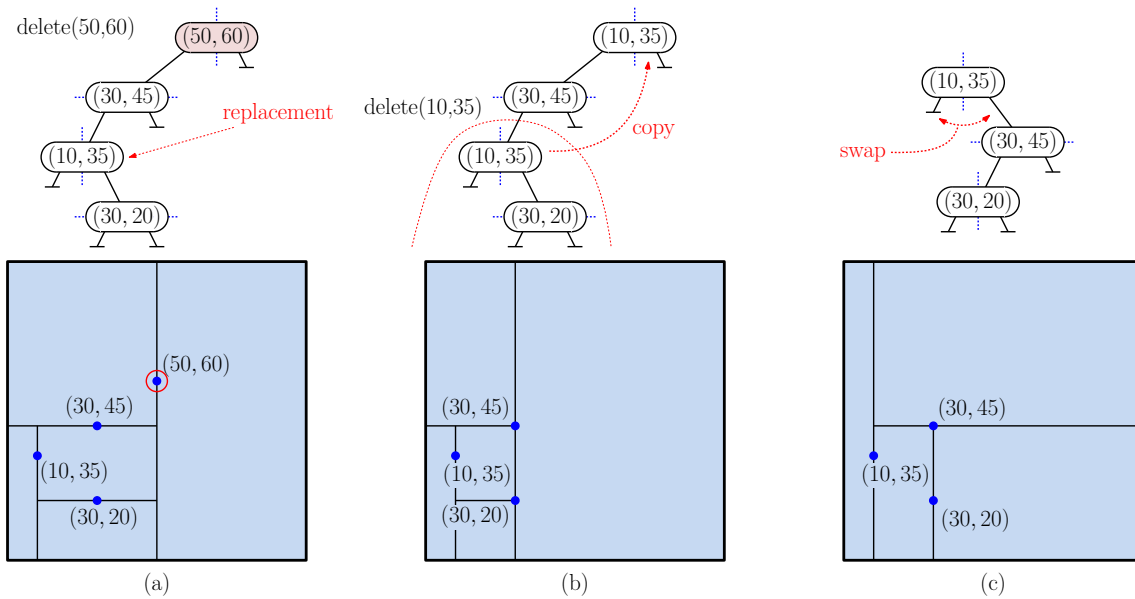 delete(50,60)
(50, 60)
(30, 45)
replacement
(10, 35)
(30, 20)
(50, 60)
(30, 45)
(10, 35)
(30, 20)
(a)
(10, 35)
(30, 45)
delete(10,35)
copy
(10, 35)
(30, 20)
(30, 45)
(10, 35)
(30, 20)
(b)
(10, 35)
swap
(30, 45)
(30, 20)
(30, 45)
(10, 35)
(30, 20)
(c)